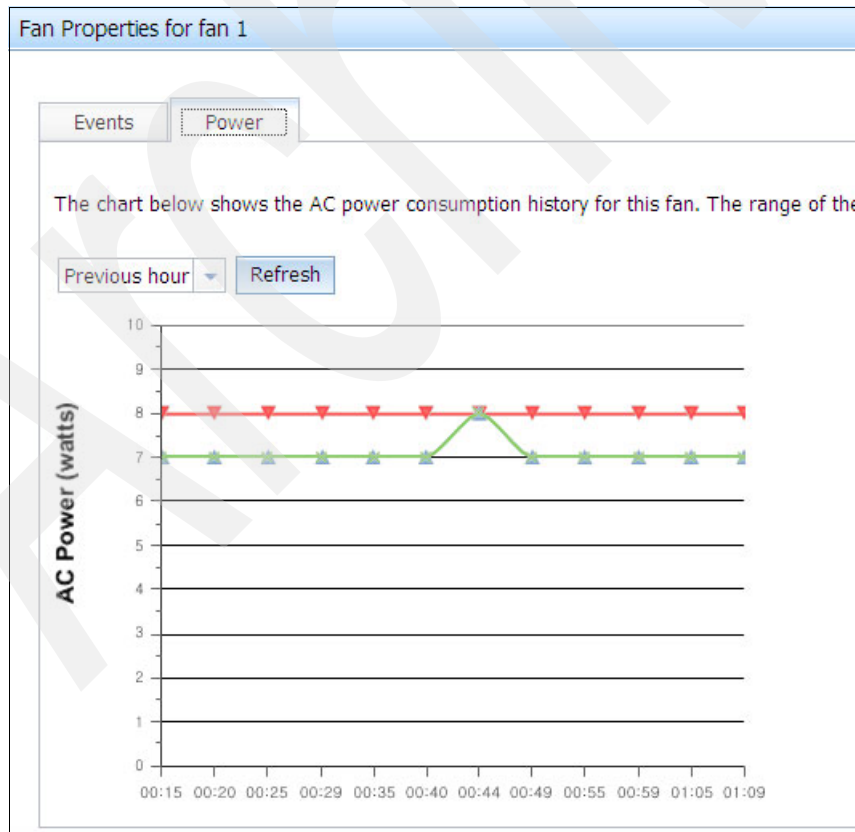 Fan Properties for fan 1
Events Power
The chart below shows the AC power consumption history for this fan. The range of the
Previous hour Refresh
AC Power (watts)
10
9
8
7
6
5
4
3
2
1
0
00:15 00:20 00:25 00:29 00:35 00:40 00:44 00:49 00:55 00:59 01:05 01:09